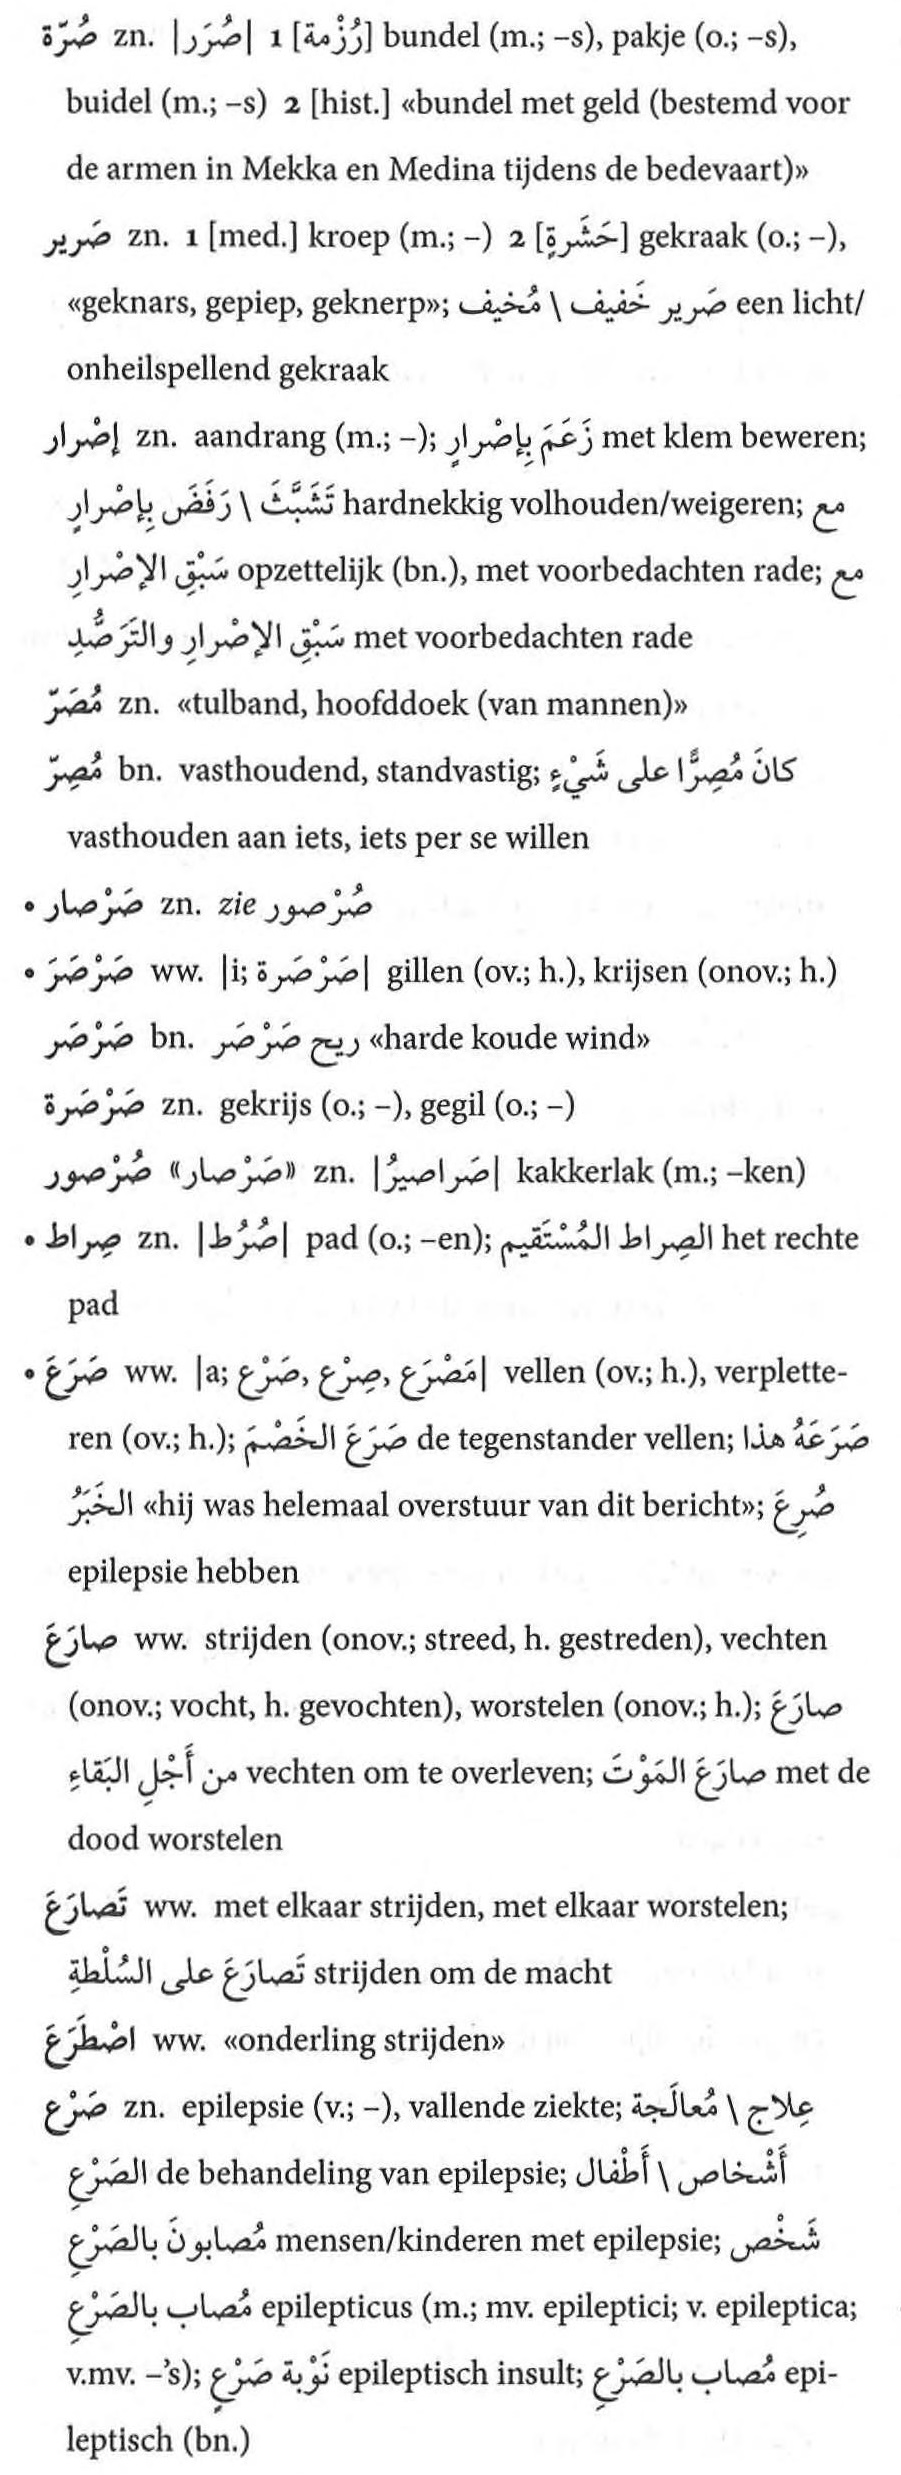 صُرّة zn. |صُرَر| 1 [رُزْمة] bundel (m.; –s), pakje (o.; –s),
buidel (m.; –s) 2 [hist.] «bundel met geld (bestemd voor
de armen in Mekka en Medina tijdens de bedevaart)»
صَرير zn. 1 [med.] kroep (m.; –) 2 [حَشَرةٍ] gekraak (o.; –),
«geknars, gepiep, geknerp»; صَرير خَفيف \ مُخيف een licht/
onheilspellend gekraak
إصْرار zn. aandrang (m.; –); زَعَمَ بِإصْرارٍ met klem beweren;
تَشَبَّثَ \ رَفَضَ بِإصْرارٍ hardnekkig volhouden/weigeren; مع
سَبْقِ الإصْرارِ opzettelijk (bn.), met voorbedachten rade; مع
سَبْقِ الإصْرارِ والتَرَصُّدِ met voorbedachten rade
مُصَرّ zn. «tulband, hoofddoek (van mannen)»
مُصِرّ bn. vasthoudend, standvastig; كانَ مُصِرًّا على شَيْءٍ
vasthouden aan iets, iets per se willen
• صَرْصار zn. zie صُرْصور
• صَرْصَرَ ww. |i; صَرْصَرة| gillen (ov.; h.), krijsen (onov.; h.)
صَرْصَر bn. ريح صَرْصَر «harde koude wind»
صَرْصَرة zn. gekrijs (o.; –), gegil (o.; –)
صُرْصور «صَرْصار» zn. |صَراصيرُ| kakkerlak (m.; –ken)
• صِراط zn. |صُرُط| pad (o.; –en); الصِراط المُسْتَقيم het rechte
pad
• صَرَعَ ww. |a; صَرْع, صِرْع, مَصْرَع| vellen (ov.; h.), verplette-
ren (ov.; h.); صَرَعَ الخَصْمَ de tegenstander vellen; صَرَعَهُ هذا
الخَبَرُ «hij was helemaal overstuur van dit bericht»; صُرِعَ
epilepsie hebben
صارَعَ ww. strijden (onov.; streed, h. gestreden), vechten
(onov.; vocht, h. gevochten), worstelen (onov.; h.); صارَعَ
من أَجْلِ البَقاءِ vechten om te overleven; صارَعَ المَوْتَ met de
dood worstelen
تَصارَعَ ww. met elkaar strijden, met elkaar worstelen;
تَصارَعَ على السُلْطةِ strijden om de macht
اصْطَرَعَ ww. «onderling strijden»
صَرْع zn. epilepsie (v.; –), vallende ziekte; عِلاج \ مُعالَجة
الصَرْعِ de behandeling van epilepsie; أَشْخاص \ أَطْفال
مُصابونَ بالصَرْعِ mensen/kinderen met epilepsie; شَخْص
مُصاب بالصَرْعِ epilepticus (m.; mv. epileptici; v. epileptica;
v.mv. –’s); نَوْبة صَرْعٍ epileptisch insult; مُصاب بالصَرْعِ epi-
leptisch (bn.)